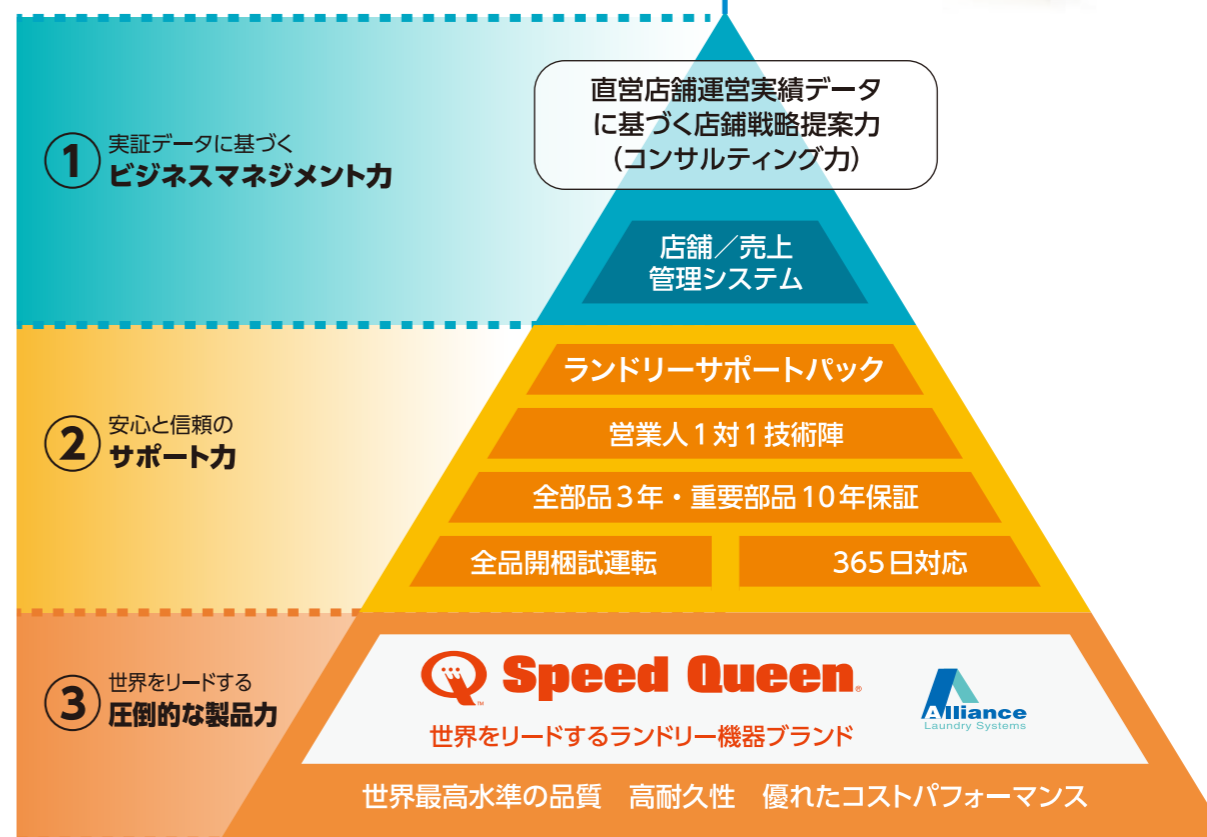 ① 実証データに基づく
ビジネスマネジメント力
直営店舗運営実績データ
に基づく店舗戦略提案力
(コンサルティング力)
店舗／売上
管理システム
② 安心と信頼の
サポート力
ランドリーサポートパック
営業人1対1技術陣
全部品3年・重要部品10年保証
全品開梱試運転
365日対応
③ 世界をリードする
圧倒的な製品力
Speed Queen®
TM
世界をリードするランドリー機器ブランド
Alliance
Laundry Systems
世界最高水準の品質　高耐久性　優れたコストパフォーマンス